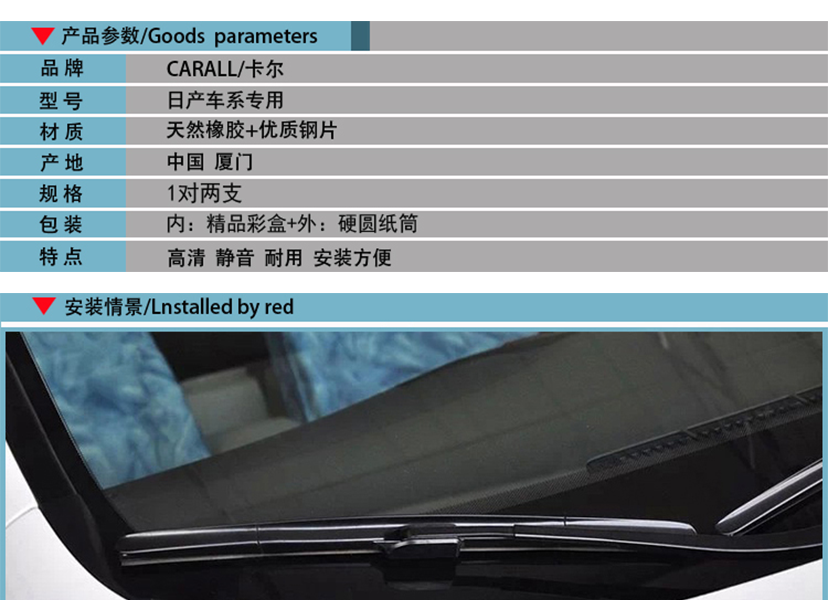 产品参数/Goods parameters
品牌 CARALL/卡尔
型号 日产车系专用
材质 天然橡胶+优质钢片
产地 中国 厦门
规格 1对两支
包装 内：精品彩盒+外：硬圆纸筒
特点 高清 静音 耐用 安装方便
安装情景/Lnstalled by red